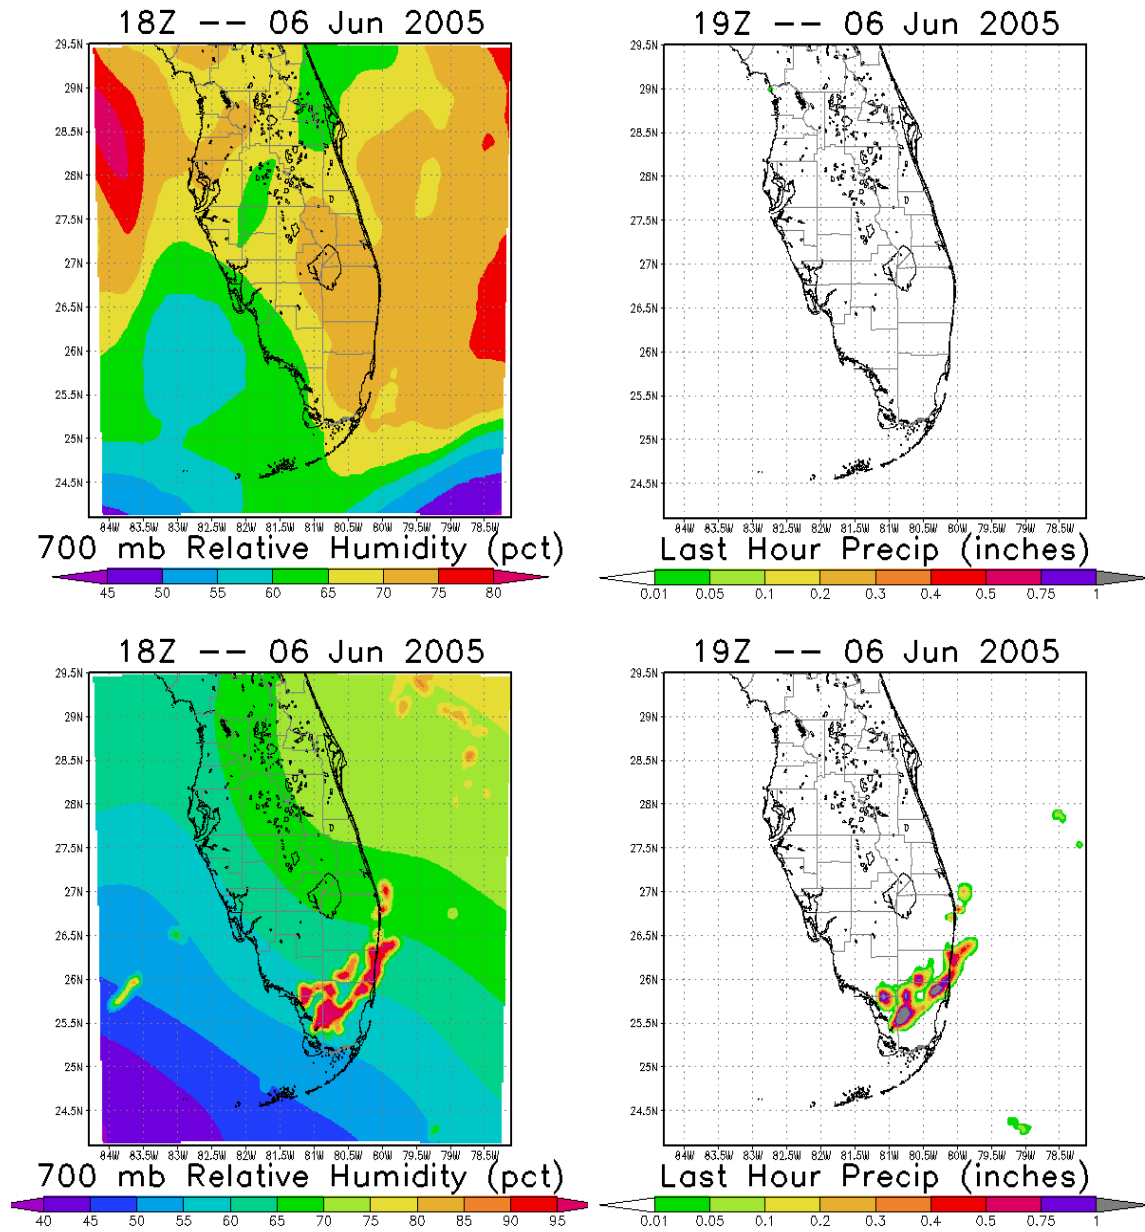 18Z -- 06 Jun 2005
29.5N
29N
28.5N
28N
27.5N
27N
26.5N
26N
25.5N
25N
24.5N
84W 83.5W 83W 82.5W 82W 81.5W 81W 80.5W 80W 79.5W 79W 78.5W
700 mb Relative Humidity (pct)
45 50 55 60 65 70 75 80
19Z -- 06 Jun 2005
29.5N
29N
28.5N
28N
27.5N
27N
26.5N
26N
25.5N
25N
24.5N
84W 83.5W 83W 82.5W 82W 81.5W 81W 80.5W 80W 79.5W 79W 78.5W
Last Hour Precip (inches)
0.01 0.05 0.1 0.2 0.3 0.4 0.5 0.75 1
18Z -- 06 Jun 2005
29.5N
29N
28.5N
28N
27.5N
27N
26.5N
26N
25.5N
25N
24.5N
84W 83.5W 83W 82.5W 82W 81.5W 81W 80.5W 80W 79.5W 79W 78.5W
700 mb Relative Humidity (pct)
40 45 50 55 60 65 70 75 80 85 90 95
19Z -- 06 Jun 2005
29.5N
29N
28.5N
28N
27.5N
27N
26.5N
26N
25.5N
25N
24.5N
84W 83.5W 83W 82.5W 82W 81.5W 81W 80.5W 80W 79.5W 79W 78.5W
Last Hour Precip (inches)
0.01 0.05 0.1 0.2 0.3 0.4 0.5 0.75 1